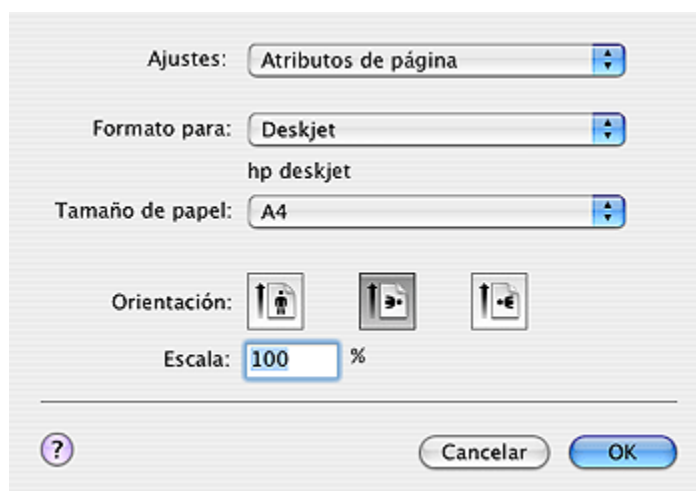 Ajustes: Atributos de página
Formato para: Deskjet
hp deskjet
Tamaño de papel: A4
Orientación:
Escala: 100 %
? Cancelar OK